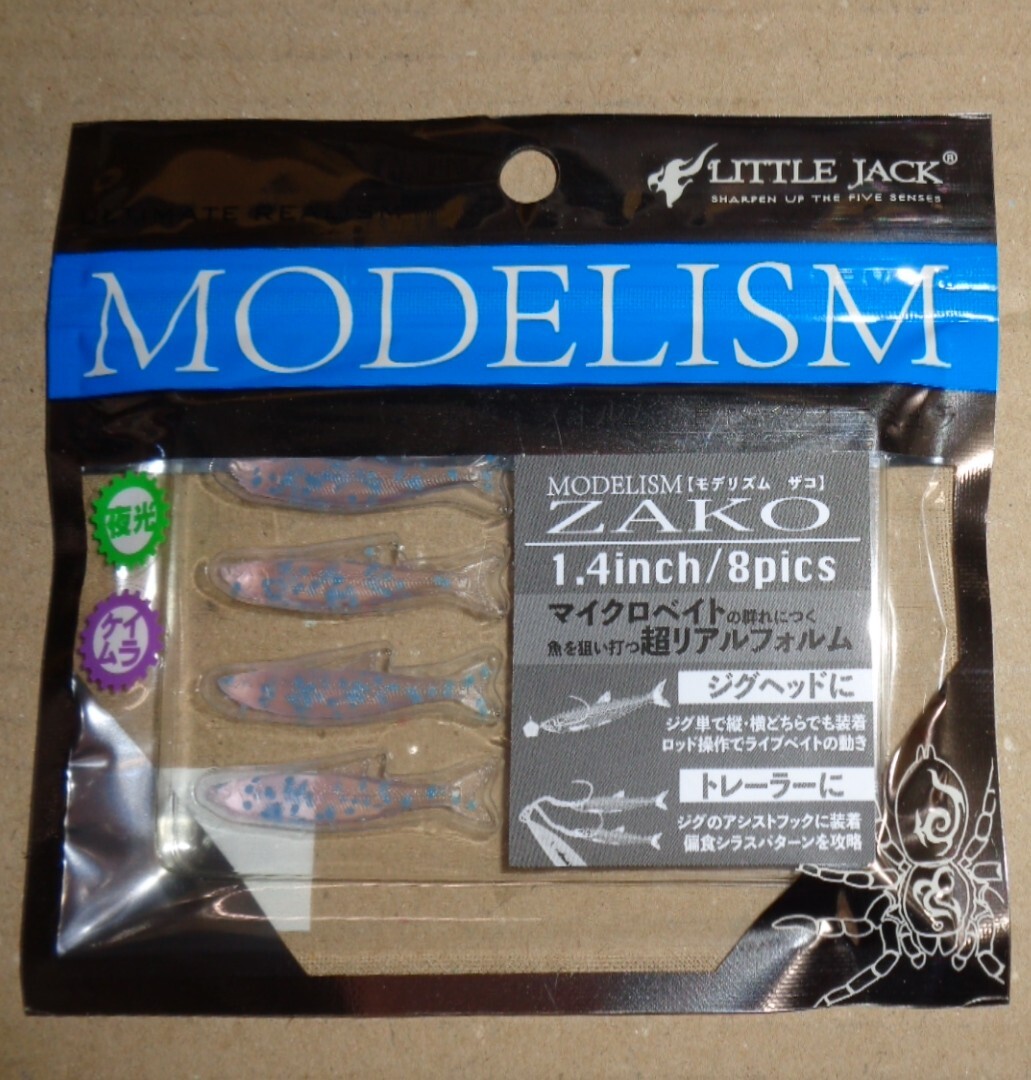 LITTLE JACK®
SHARPEN UP THE FIVE SENSES
ULTIMATE REALISM
MODELISM
夜光
ケイ
ムラ
MODELISM【モデリズム ザコ】
ZAKO
1.4inch/8pics
マイクロベイトの群れにつく
魚を狙い打つ超リアルフォルム
ジグヘッドに
ジグ単で縦・横どちらでも装着
ロッド操作でライブベイトの動き
トレーラーに
ジグのアシストフックに装着
偏食シラスパターンを攻略